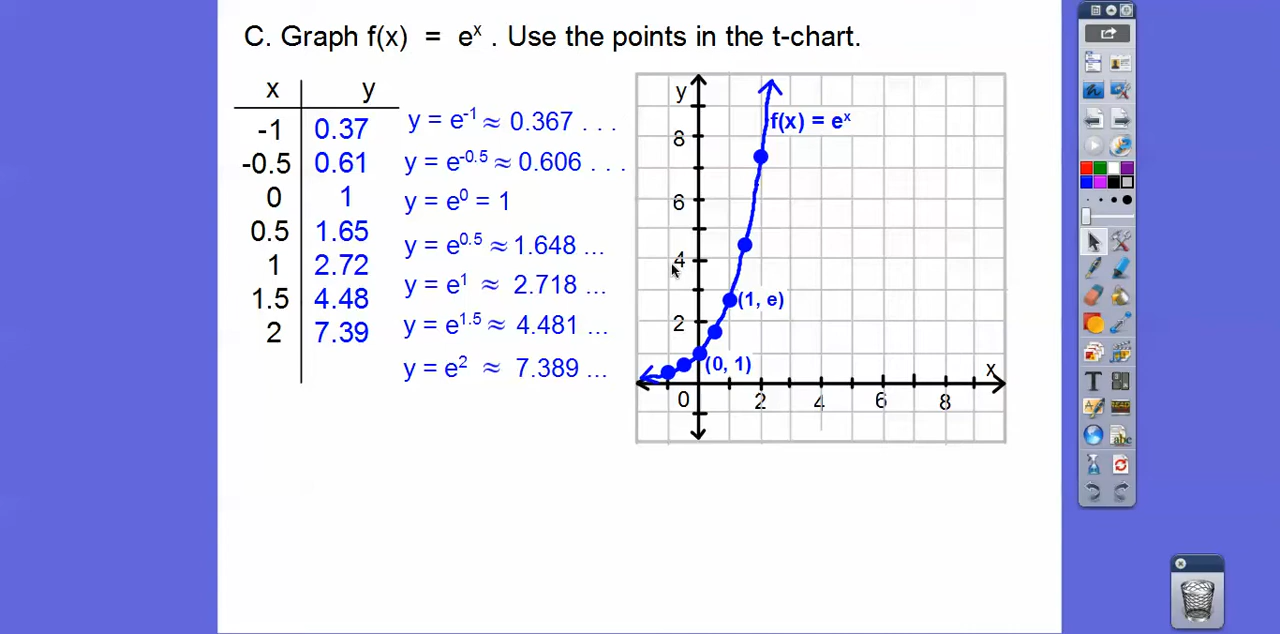 C. Graph f(x) = eˣ . Use the points in the t-chart.
x y
-1 0.37
-0.5 0.61
0 1
0.5 1.65
1 2.72
1.5 4.48
2 7.39
y = e⁻¹ ≈ 0.367 . . .
y = e⁻⁰·⁵ ≈ 0.606 . . .
y = e⁰ = 1
y = e⁰·⁵ ≈ 1.648 ...
y = e¹ ≈ 2.718 ...
y = e¹·⁵ ≈ 4.481 ...
y = e² ≈ 7.389 ...
y
f(x) = eˣ
8
6
4
(1, e)
2
(0, 1)
x
0 2 4 6 8
T
abc